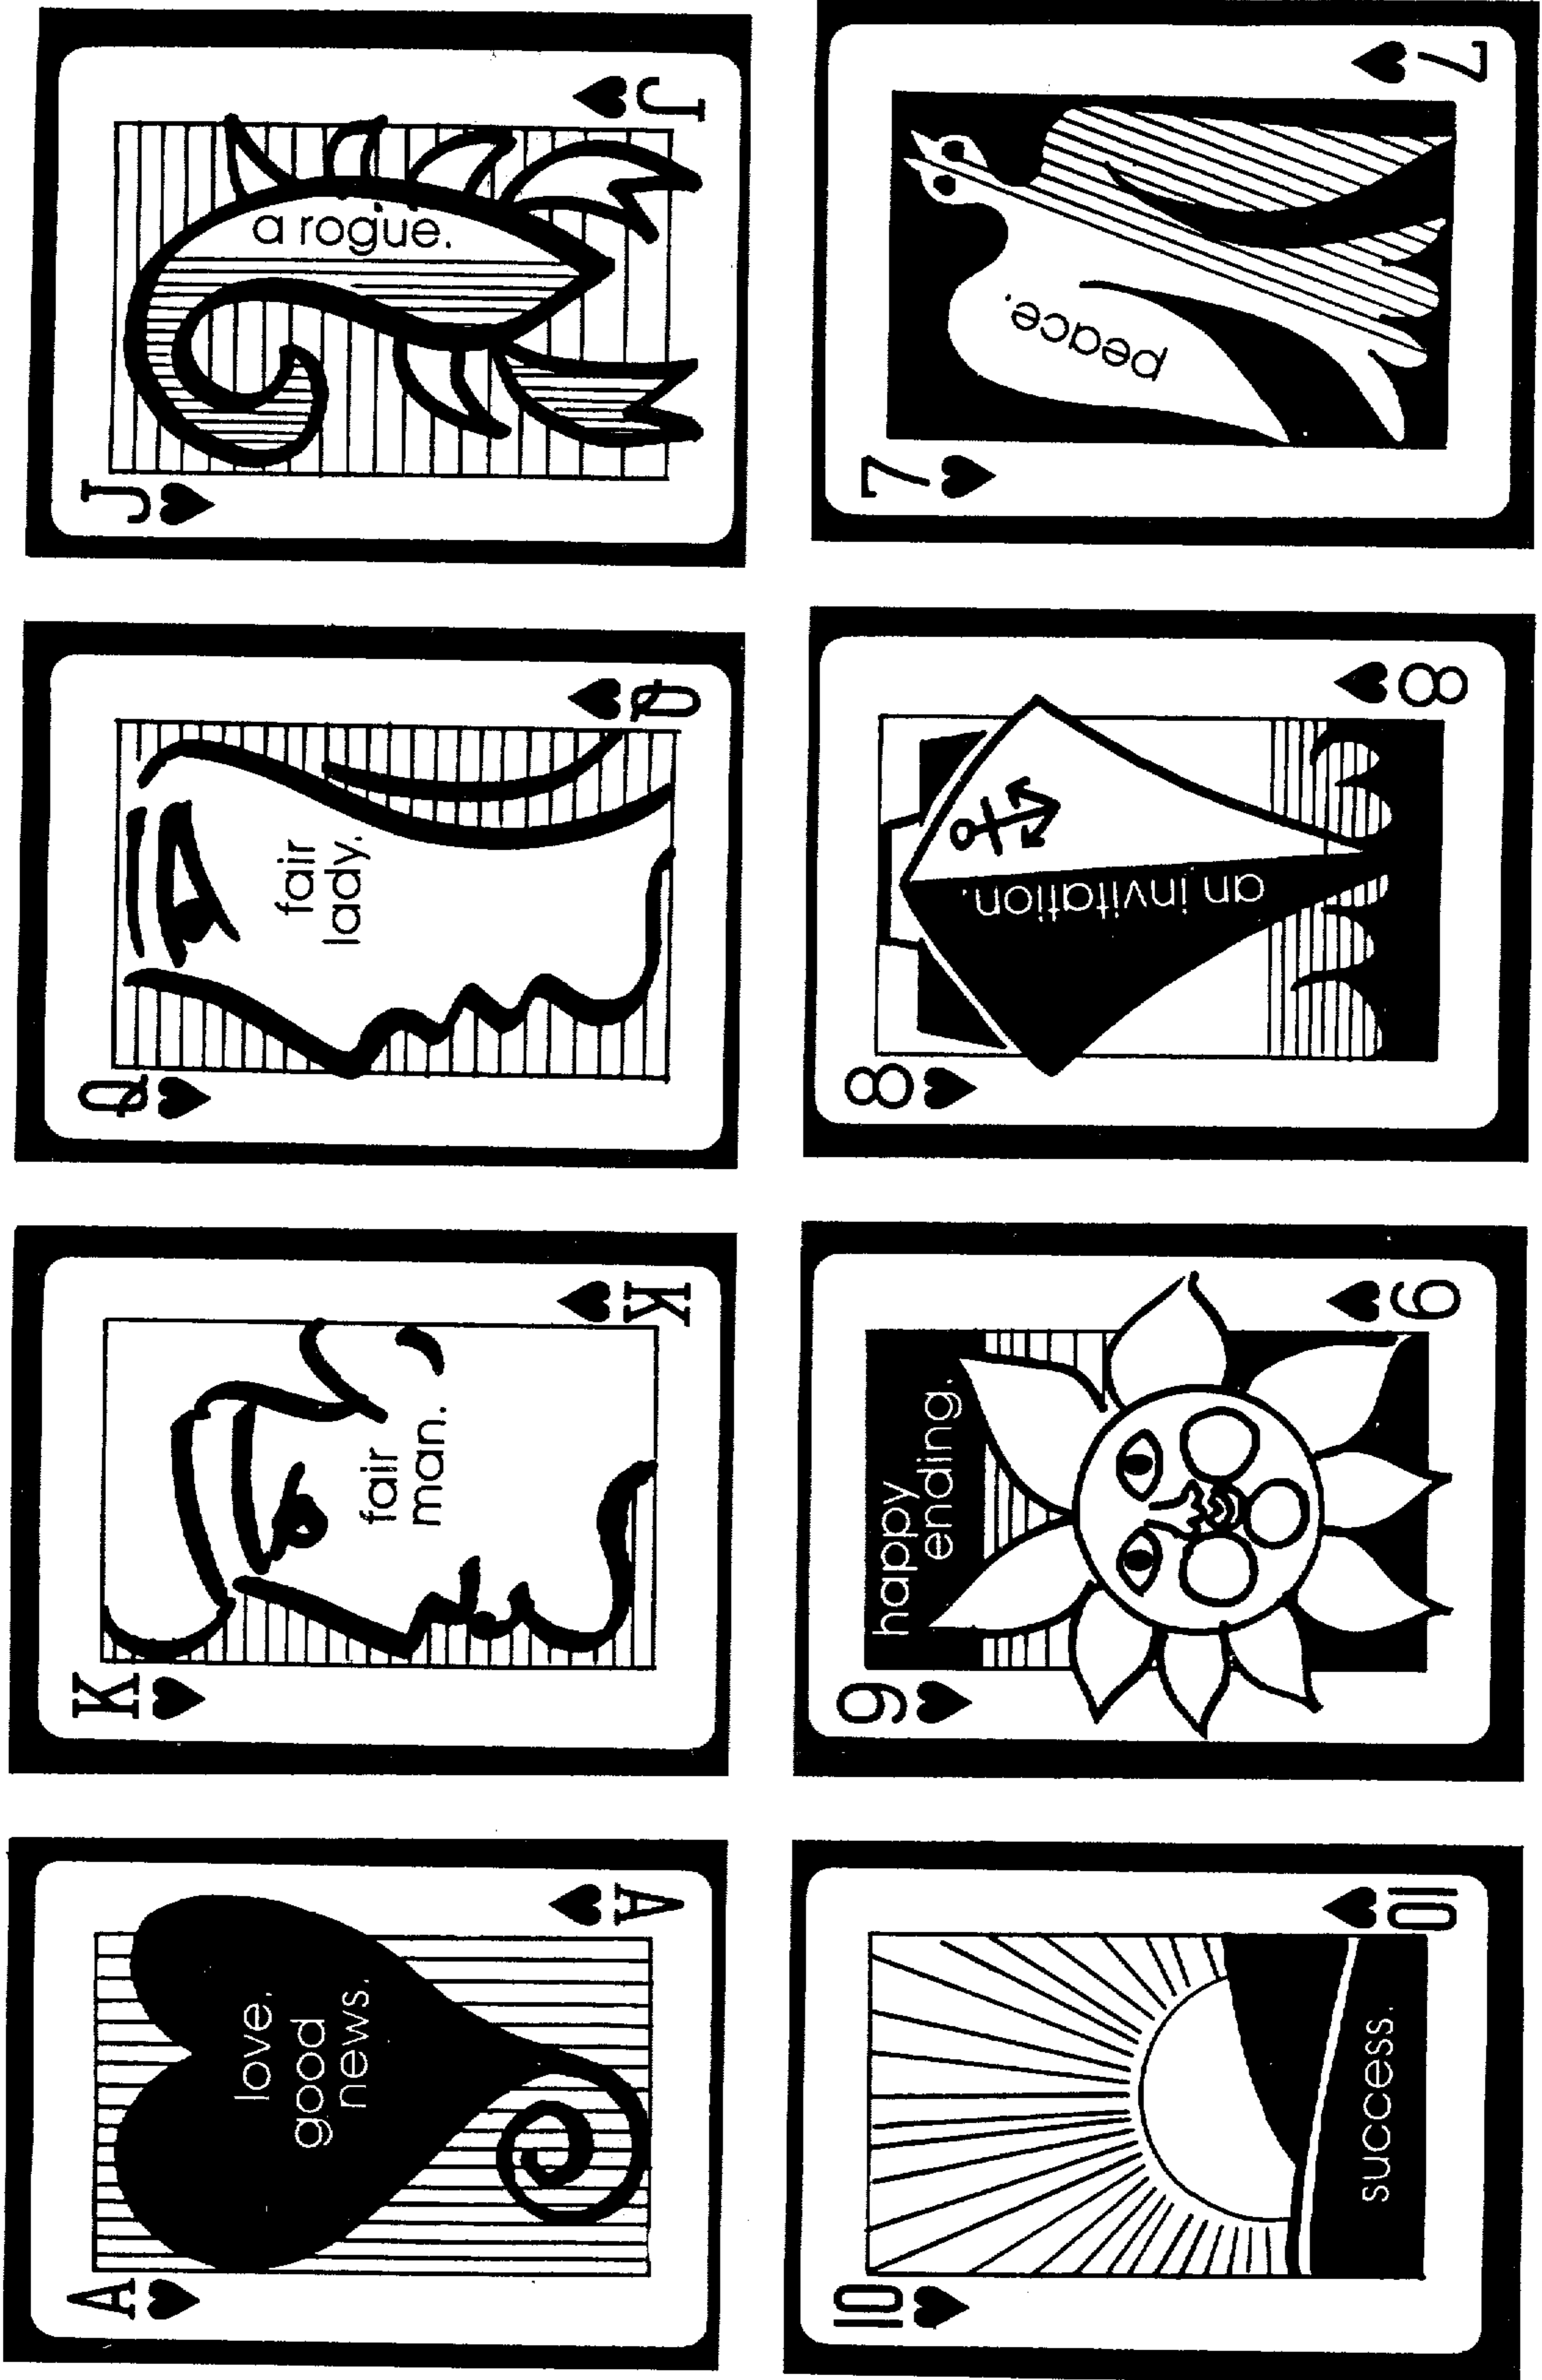 A
love.
good
news.
A
K
fair
man.
K
Q
fair
lady.
Q
J
a rogue.
J
10
success.
10
9
happy
ending.
9
8
an invitation.
8
7
peace.
7